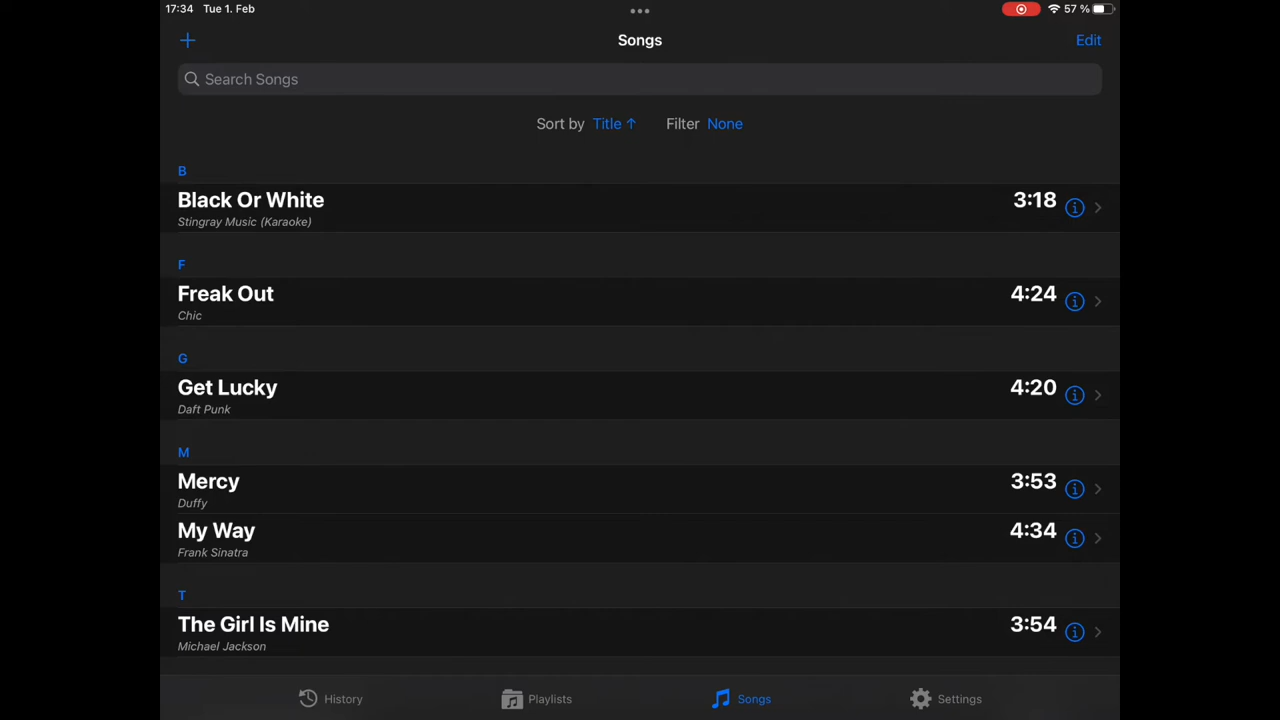 17:34 Tue 1. Feb 57 %
Songs Edit
Search Songs
Sort by Title ↑ Filter None
B
Black Or White 3:18
Stingray Music (Karaoke)
F
Freak Out 4:24
Chic
G
Get Lucky 4:20
Daft Punk
M
Mercy 3:53
Duffy
My Way 4:34
Frank Sinatra
T
The Girl Is Mine 3:54
Michael Jackson
History Playlists Songs Settings